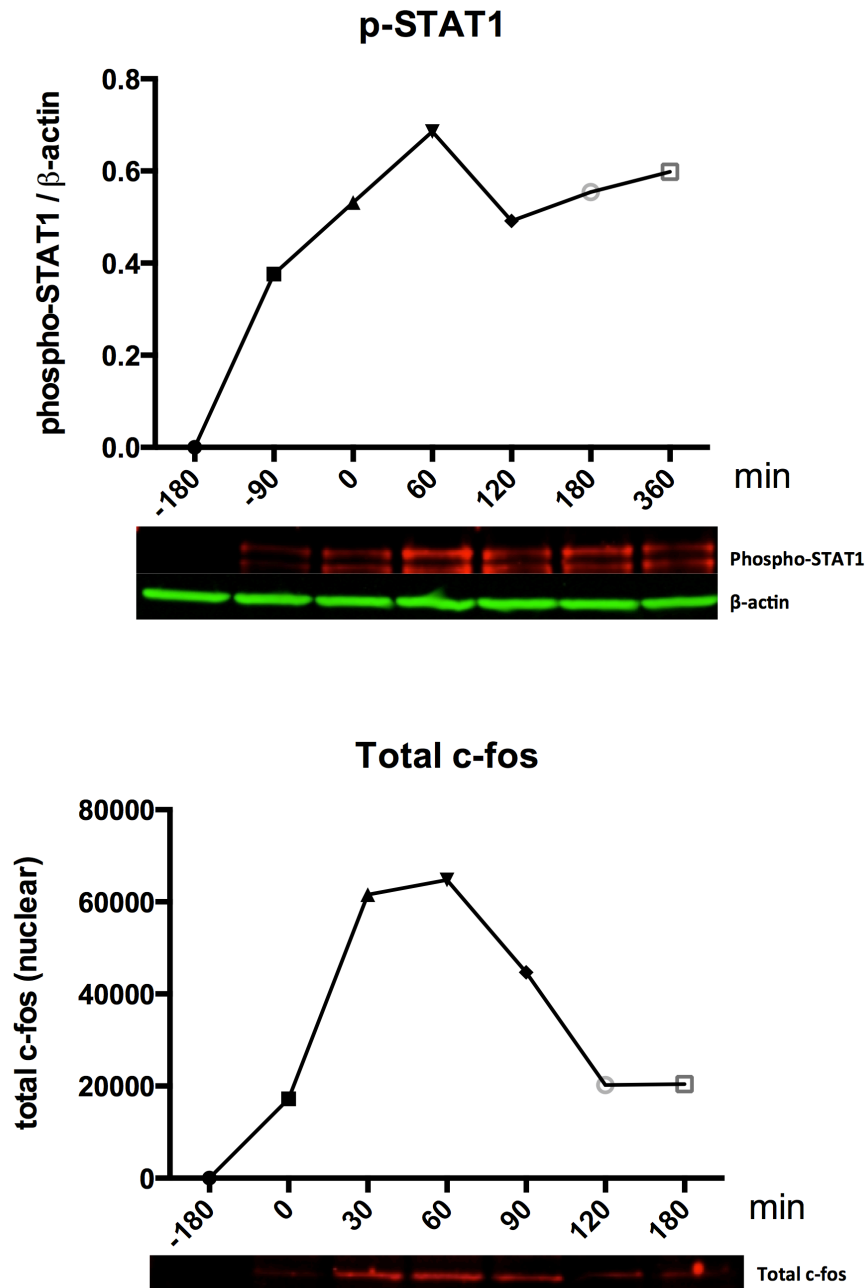 p-STAT1
phospho-STAT1 / β-actin
0.8
0.6
0.4
0.2
0.0
-180 -90 0 60 120 180 360 min
Phospho-STAT1
β-actin
Total c-fos
total c-fos (nuclear)
80000
60000
40000
20000
0
-180 0 30 60 90 120 180 min
Total c-fos